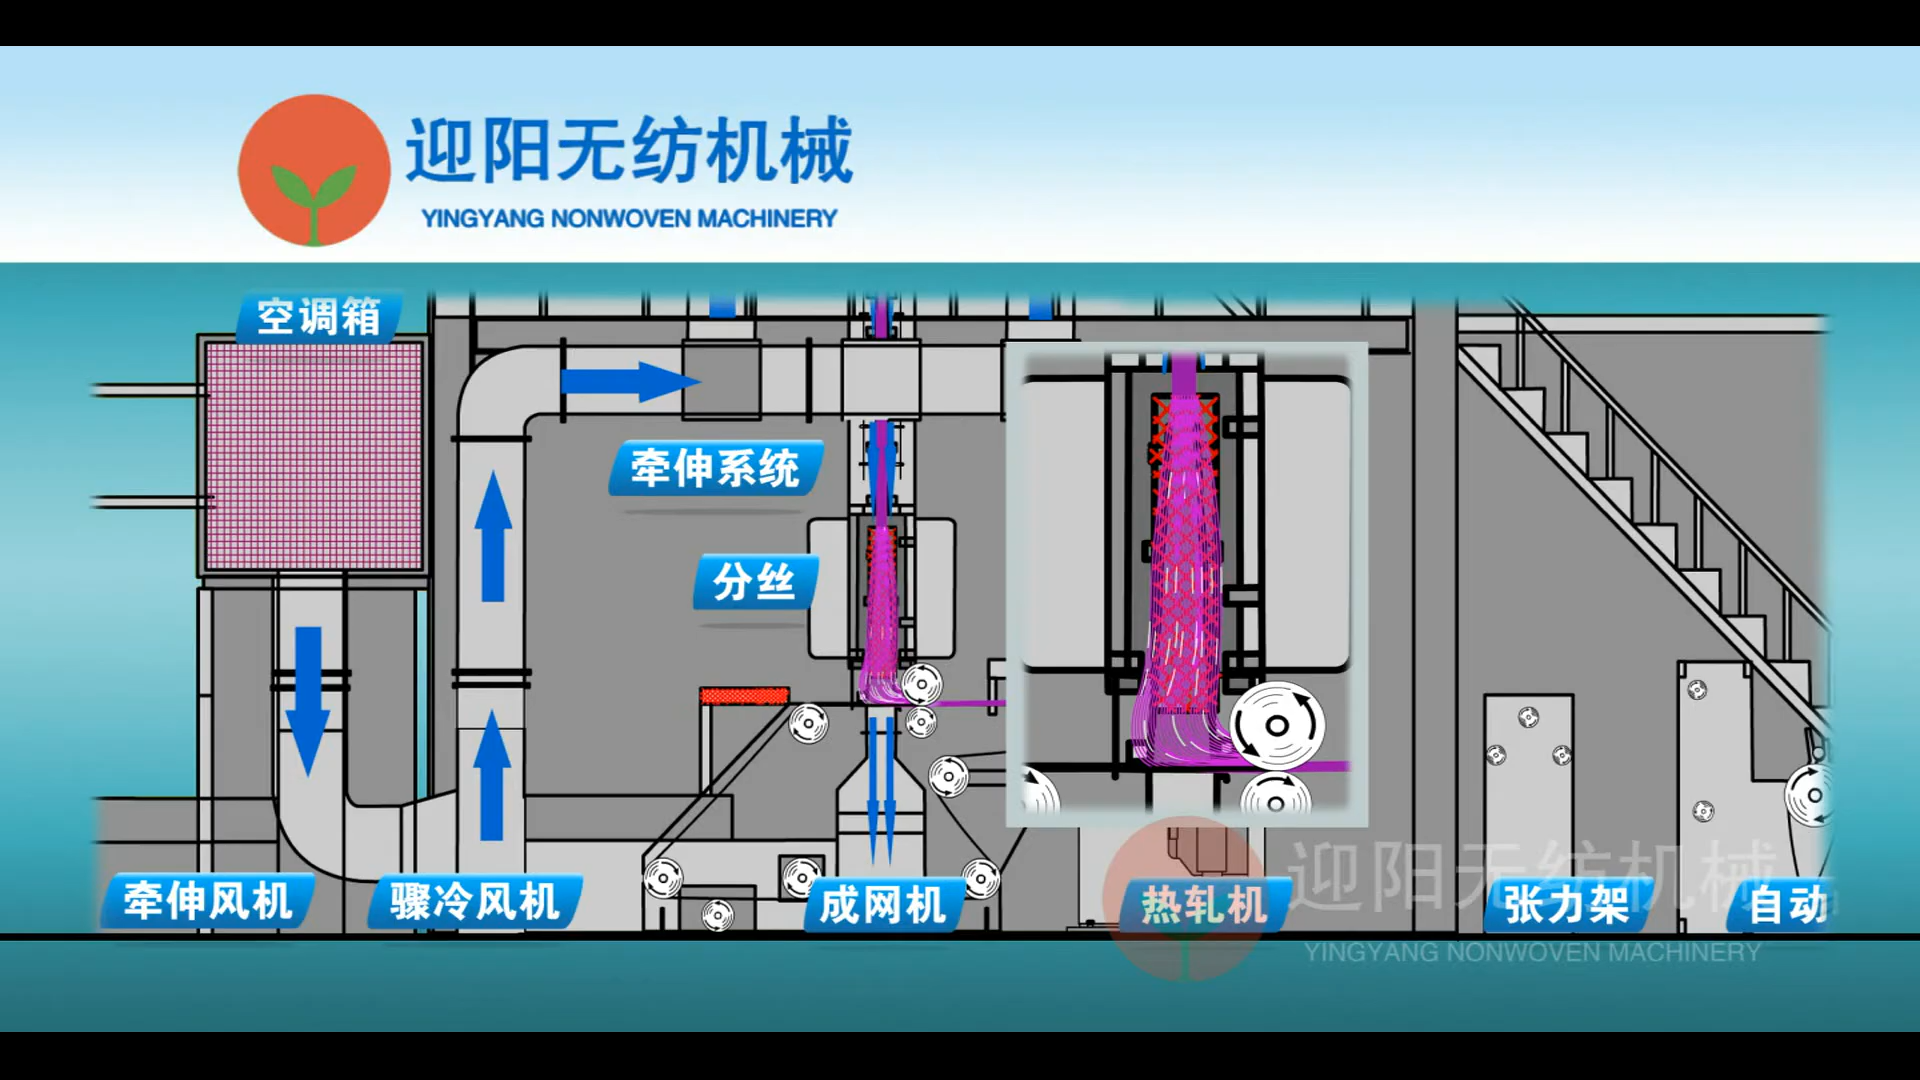 迎阳无纺机械
YINGYANG NONWOVEN MACHINERY
空调箱
牵伸系统
分丝
牵伸风机
骤冷风机
成网机
热轧机
张力架
自动
迎阳无纺机械
YINGYANG NONWOVEN MACHINERY